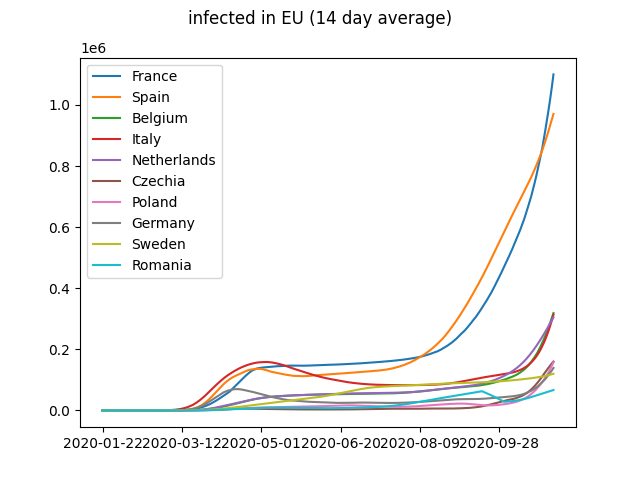 infected in EU (14 day average)
1e6
1.0
0.8
0.6
0.4
0.2
0.0
France
Spain
Belgium
Italy
Netherlands
Czechia
Poland
Germany
Sweden
Romania
2020-01-22 2020-03-12 2020-05-01 2020-06-20 2020-08-09 2020-09-28